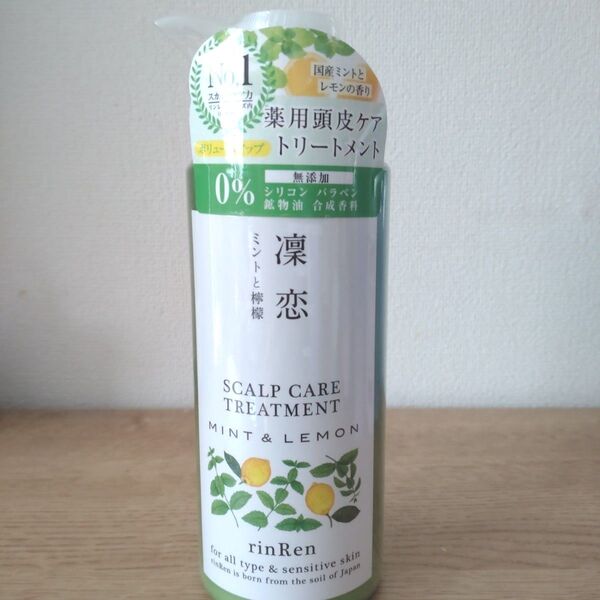 No.1
国産ミントと
レモンの香り
薬用頭皮ケア
トリートメント
0%
無添加
シリコン パラベン
鉱物油 合成香料
凜恋
ミントと檸檬
SCALP CARE
TREATMENT
MINT & LEMON
rinRen
for all type & sensitive skin
rinRen is born from the soil of Japan